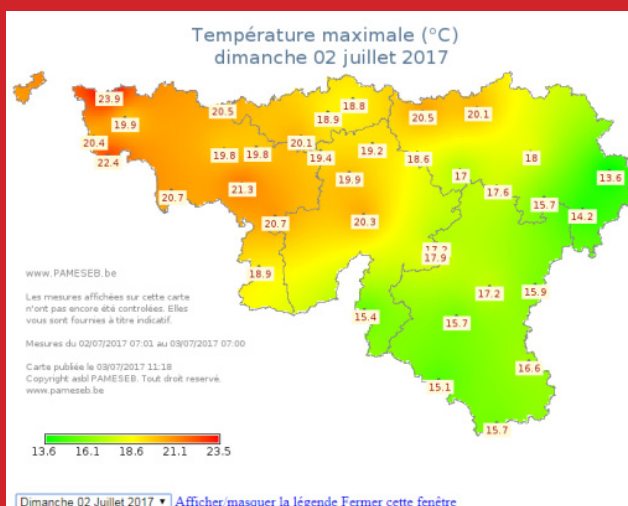 Température maximale (°C)
dimanche 02 juillet 2017
23.9
18.8
20.5
20.5
20.1
19.9
18.9
20.4
20.1
19.2
22.4
19.8
19.8
19.4
18.6
18
17
13.6
19.9
17.6
21.3
20.7
15.7
14.2
20.7
20.3
17.9
18.9
www.PAMESEB.be
Les mesures affichées sur cette carte
n'ont pas encore été controlées. Elles
vous sont fournies à titre indicatif.
17.2
15.9
15.4
15.7
Mesures du 02/07/2017 07:01 au 03/07/2017 07:00
Carte publiée le 03/07/2017 11:18
Copyright asbl PAMESEB. Tout droit reservé.
www.pameseb.be
16.6
15.1
15.7
13.6 16.1 18.6 21.1 23.5
Dimanche 02 Juillet 2017 ▼ Afficher/masquer la légende Fermer cette fenêtre